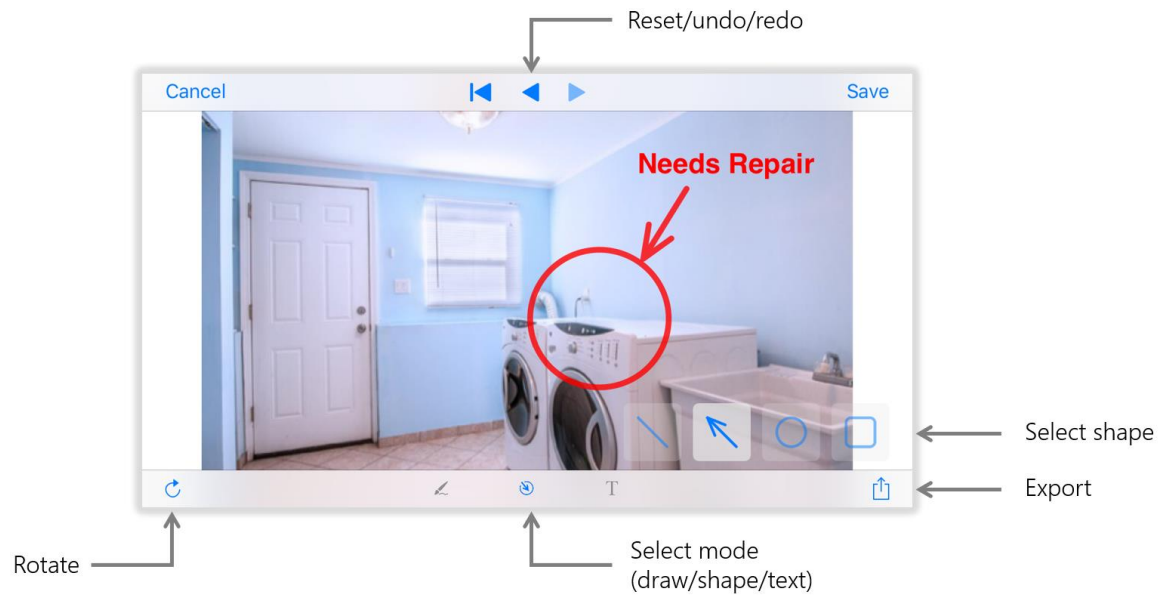 Reset/undo/redo
Cancel
Save
Needs Repair
Select shape
Export
T
Rotate
Select mode
(draw/shape/text)